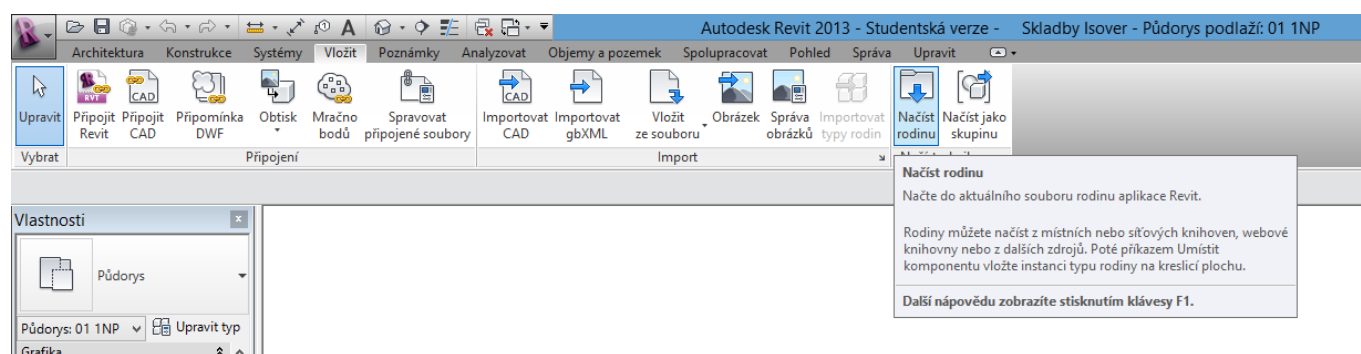 Autodesk Revit 2013 - Studentská verze - Skladby Isover - Půdorys podlaží: 01 1NP
Architektura Konstrukce Systémy Vložit Poznámky Analyzovat Objemy a pozemek Spolupracovat Pohled Správa Upravit
Upravit
Připojit Revit
Připojit CAD
Připomínka DWF
Obtisk
Mračno bodů
Spravovat připojené soubory
Importovat CAD
Importovat gbXML
Vložit ze souboru
Obrázek
Správa obrázků
Importovat typy rodin
Načíst rodinu
Načíst jako skupinu
Vybrat
Připojení
Import
Načíst rodinu
Načte do aktuálního souboru rodinu aplikace Revit.
Rodiny můžete načíst z místních nebo síťových knihoven, webové
knihovny nebo z dalších zdrojů. Poté příkazem Umístit
komponentu vložte instanci typu rodiny na kreslicí plochu.
Další nápovědu zobrazíte stisknutím klávesy F1.
Vlastnosti
Půdorys
Půdorys: 01 1NP
Upravit typ
Grafika